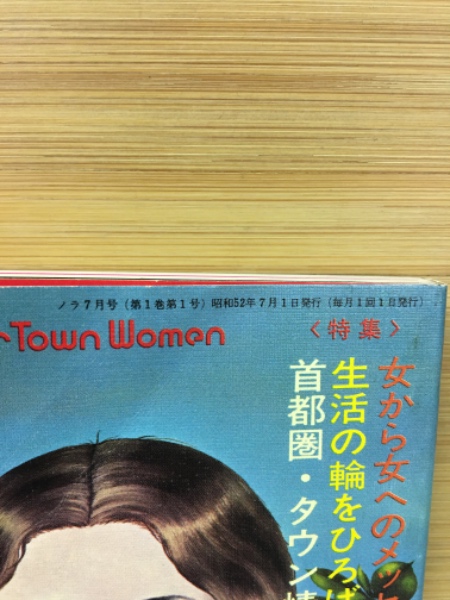 ノラ7月号(第1巻第1号)昭和52年7月1日発行(毎月1回1日発行)
Town Women
〈特集〉
女から女へのメッセ
生活の輪をひろげ
首都圏・タウン情